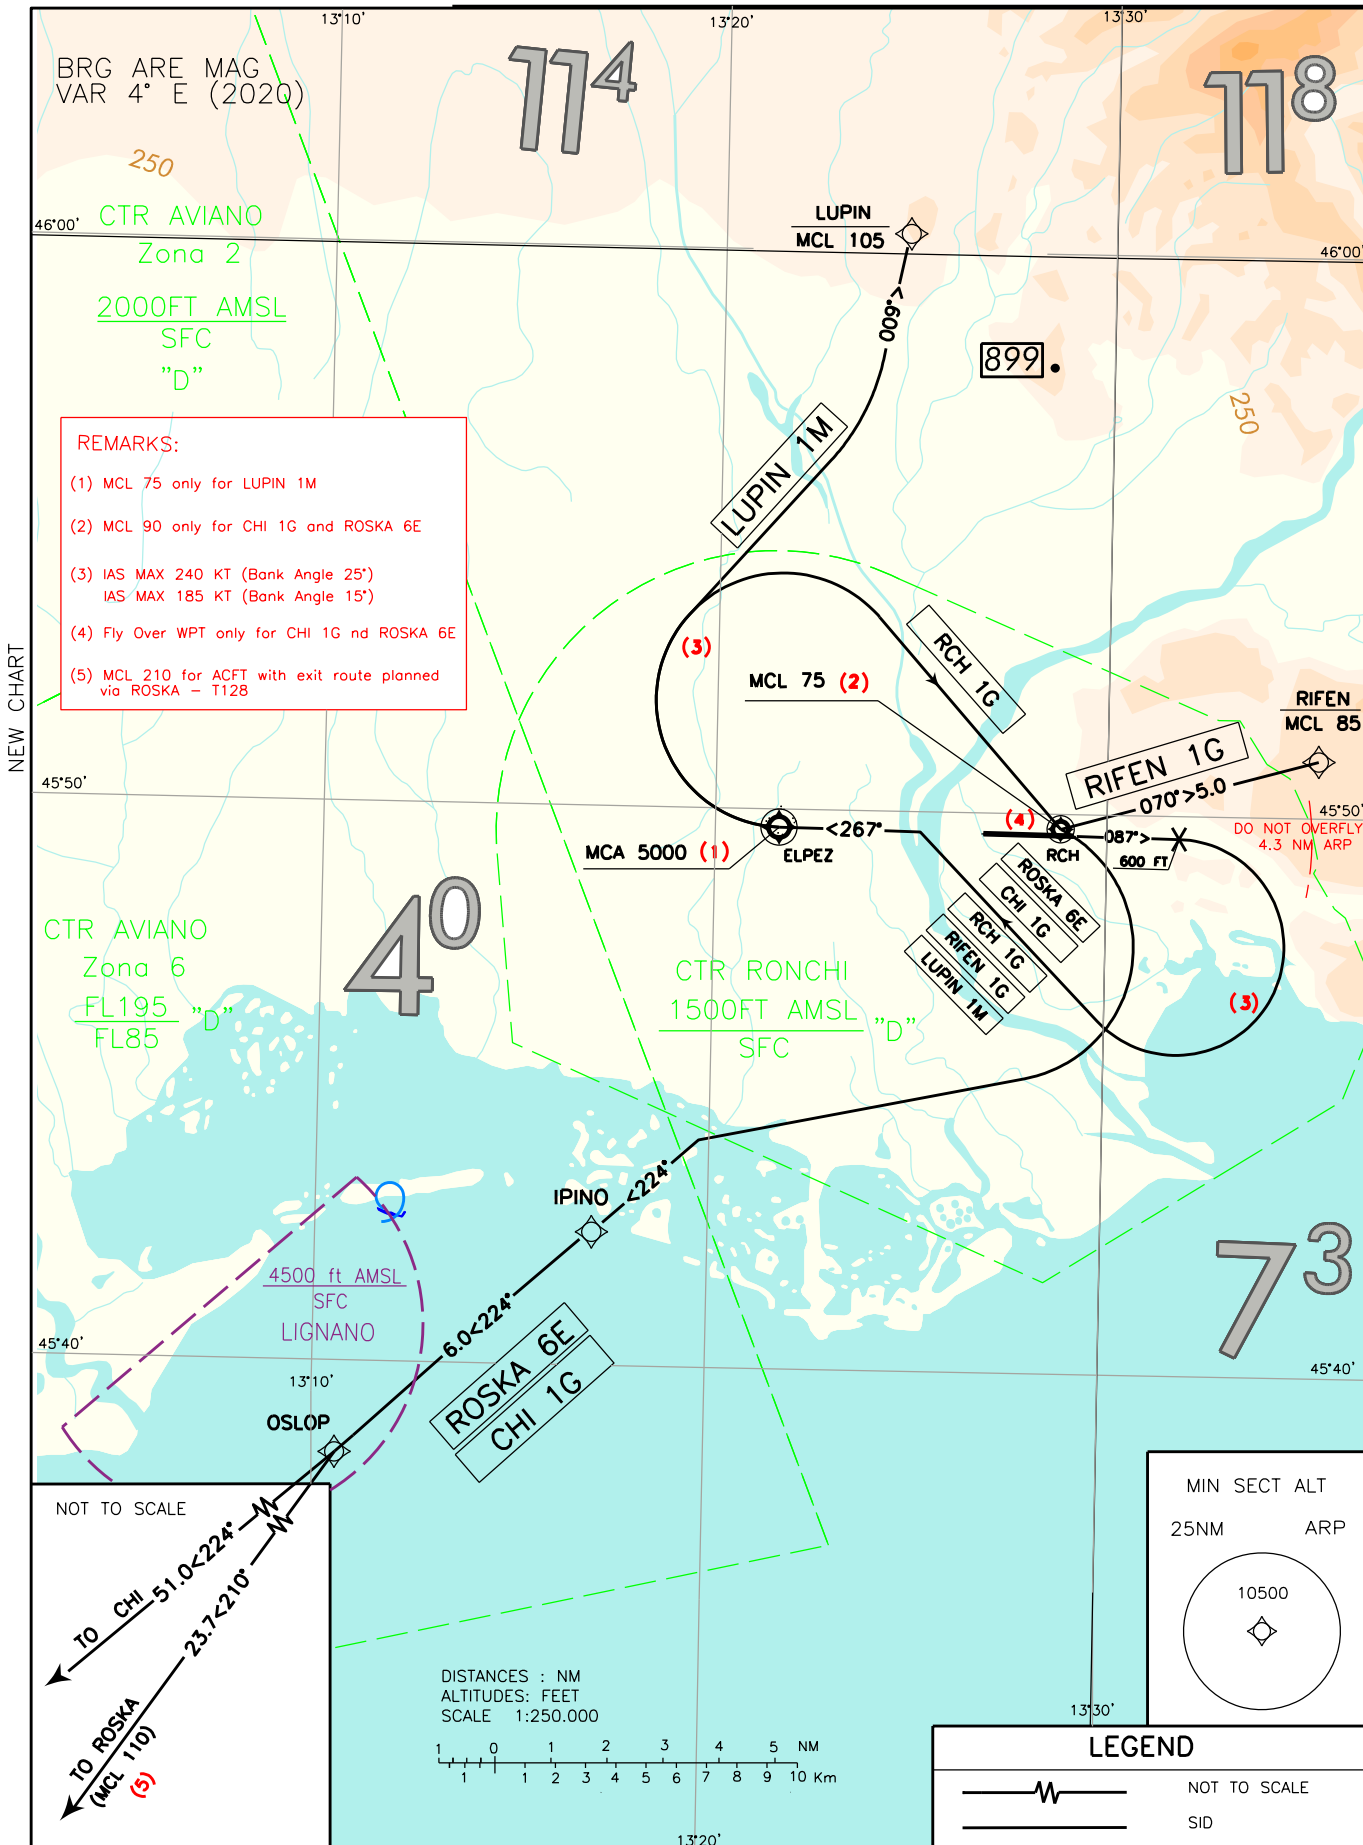 13°10'
13°20'
13°30'
BRG ARE MAG
VAR 4° E (2020)
11⁴
11⁸
250
CTR AVIANO
Zona 2
2000FT AMSL
SFC
"D"
46°00'
LUPIN
MCL 105
46°00'
009°>
899
250
REMARKS:
(1) MCL 75 only for LUPIN 1M
(2) MCL 90 only for CHI 1G and ROSKA 6E
(3) IAS MAX 240 KT (Bank Angle 25°)
IAS MAX 185 KT (Bank Angle 15°)
(4) Fly Over WPT only for CHI 1G nd ROSKA 6E
(5) MCL 210 for ACFT with exit route planned
via ROSKA – T128
NEW CHART
LUPIN 1M
(3)
RCH 1G
MCL 75 (2)
RIFEN
MCL 85
RIFEN 1G
070°>5.0
45°50'
45°50'
DO NOT OVERFLY
4.3 NM ARP
<267°
(4)
087°>
600 FT
RCH
MCA 5000 (1)
ELPEZ
ROSKA 6E
CHI 1G
RCH 1G
RIFEN 1G
LUPIN 1M
4⁰
CTR AVIANO
Zona 6
FL195
FL85
"D"
CTR RONCHI
1500FT AMSL
SFC
"D"
(3)
IPINO
<224°
7³
4500 ft AMSL
SFC
LIGNANO
6.0<224°
ROSKA 6E
CHI 1G
45°40'
45°40'
13°10'
OSLOP
NOT TO SCALE
TO CHI 51.0<224°
23.7<210°
TO ROSKA
(MCL 110)
(5)
MIN SECT ALT
25NM ARP
10500
DISTANCES : NM
ALTITUDES: FEET
SCALE 1:250.000
1 0 1 2 3 4 5 NM
1 1 2 3 4 5 6 7 8 9 10 Km
13°30'
13°20'
LEGEND
NOT TO SCALE
SID